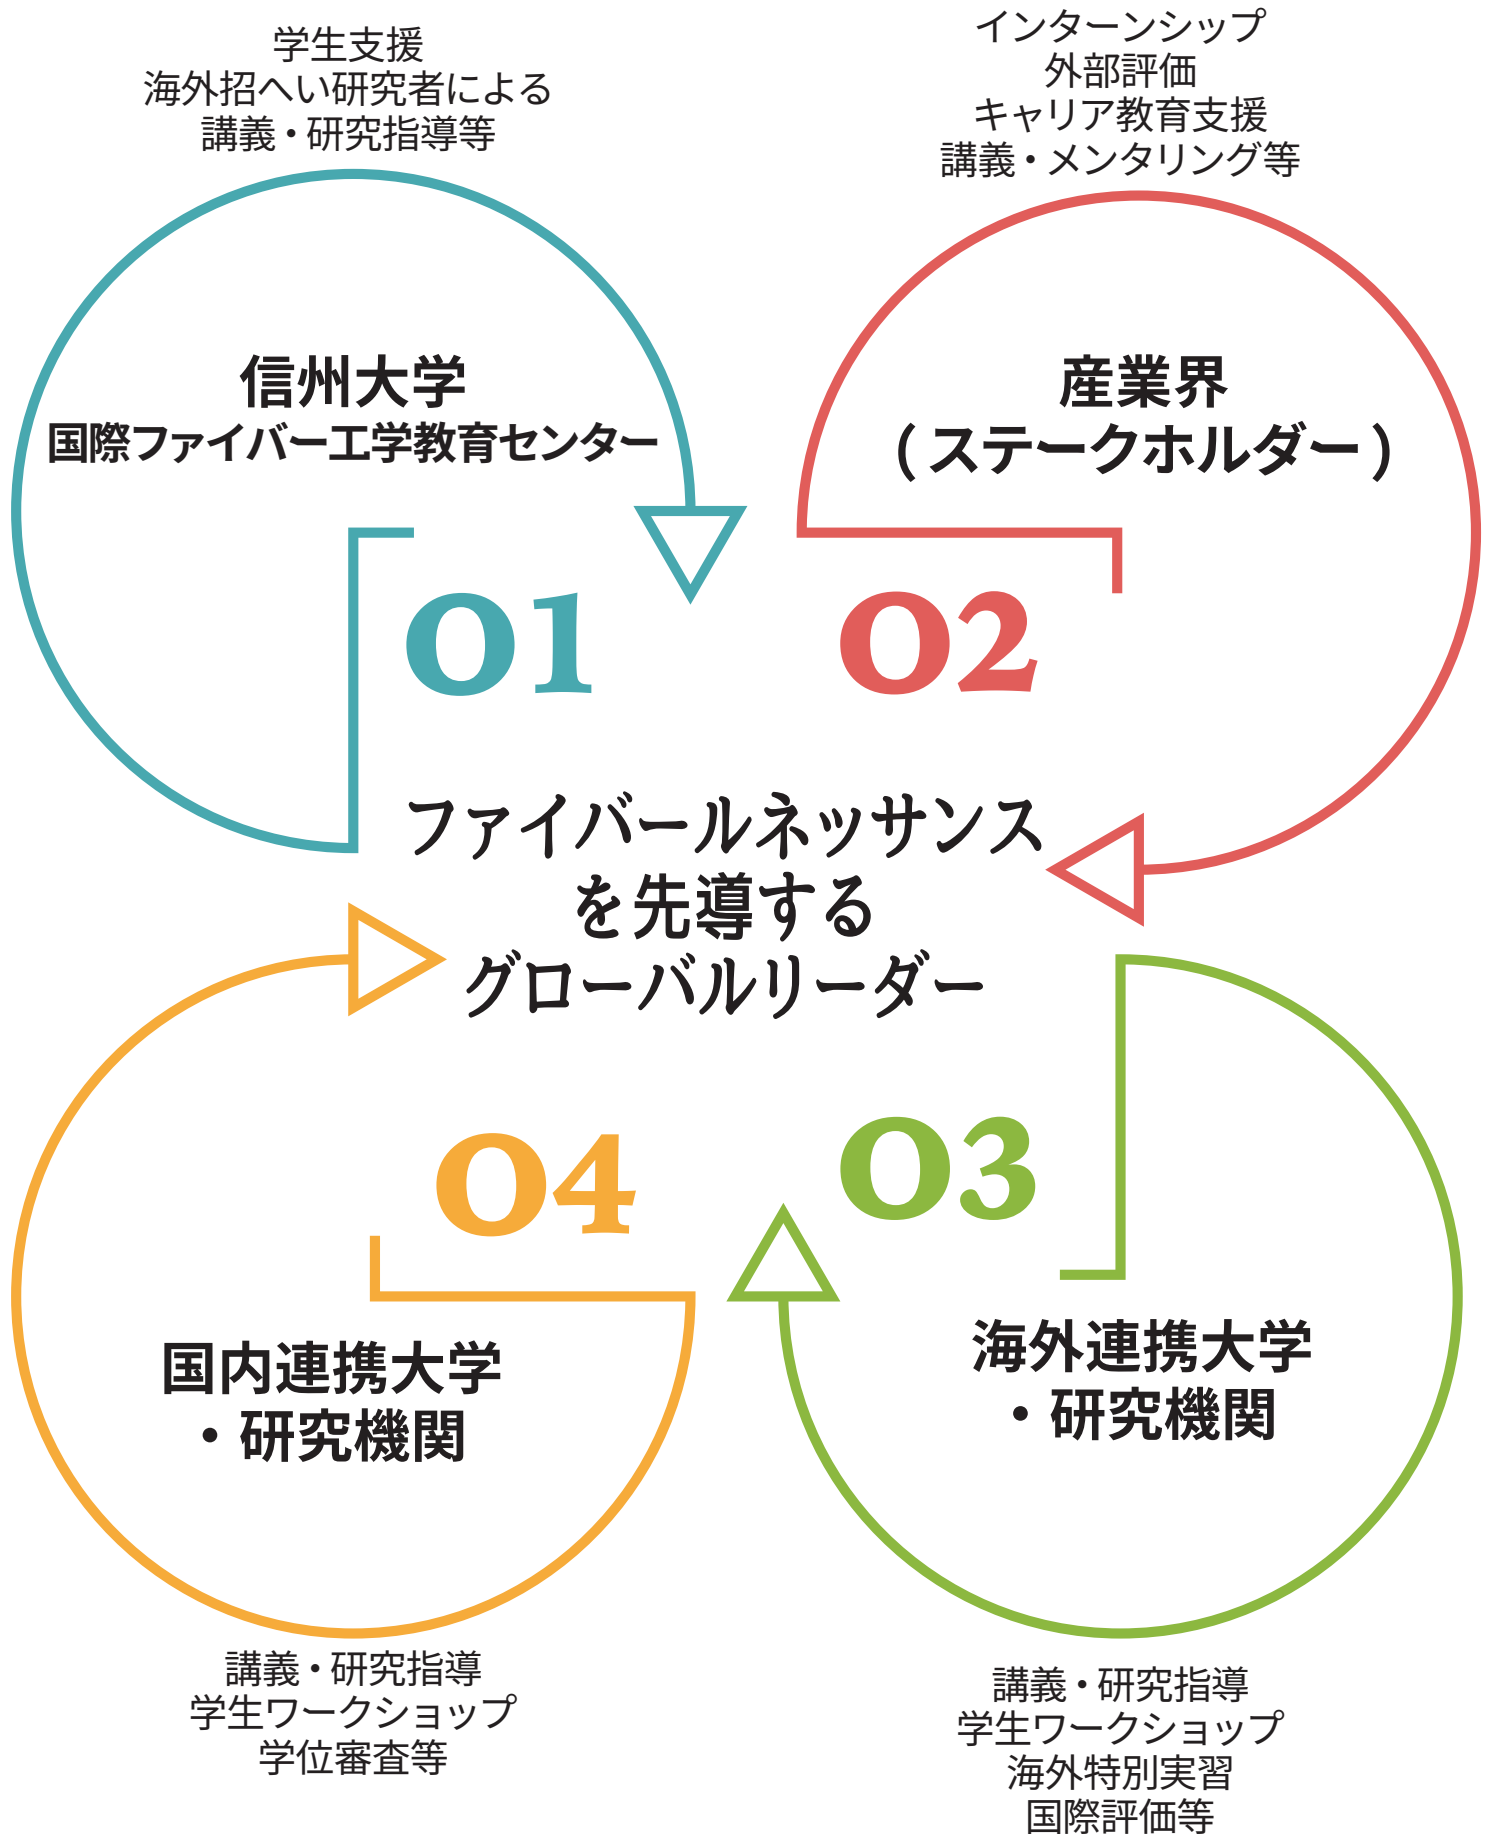 学生支援
海外招へい研究者による
講義・研究指導等
信州大学
国際ファイバー工学教育センター
01
インターンシップ
外部評価
キャリア教育支援
講義・メンタリング等
産業界
(ステークホルダー)
02
ファイバールネッサンス
を先導する
グローバルリーダー
04
国内連携大学
・研究機関
講義・研究指導
学生ワークショップ
学位審査等
03
海外連携大学
・研究機関
講義・研究指導
学生ワークショップ
海外特別実習
国際評価等